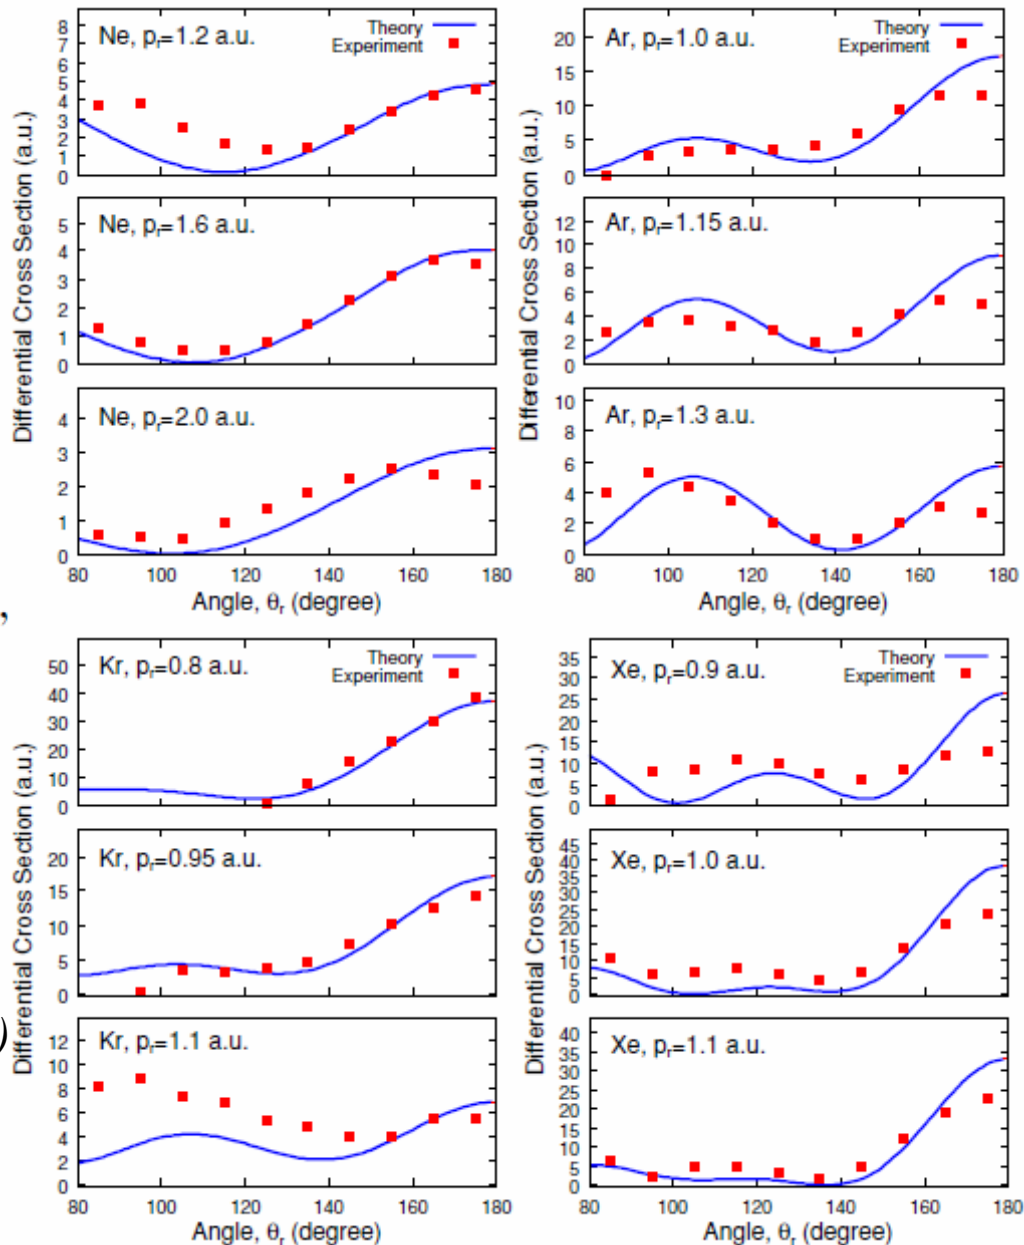 Differential Cross Section (a.u.)
Ne, pr=1.2 a.u.
Theory
Experiment
8
7
6
5
4
3
2
1
0
Ne, pr=1.6 a.u.
5
4
3
2
1
0
Ne, pr=2.0 a.u.
4
3
2
1
0
80 100 120 140 160 180
Angle, θr (degree)
Differential Cross Section (a.u.)
Ar, pr=1.0 a.u.
Theory
Experiment
20
15
10
5
0
Ar, pr=1.15 a.u.
12
10
8
6
4
2
0
Ar, pr=1.3 a.u.
10
8
6
4
2
0
80 100 120 140 160 180
Angle, θr (degree)
,
Differential Cross Section (a.u.)
Kr, pr=0.8 a.u.
Theory
Experiment
50
40
30
20
10
0
Kr, pr=0.95 a.u.
20
15
10
5
0
)
Kr, pr=1.1 a.u.
12
10
8
6
4
2
0
80 100 120 140 160 180
Angle, θr (degree)
Differential Cross Section (a.u.)
Xe, pr=0.9 a.u.
Theory
Experiment
35
30
25
20
15
10
5
0
Xe, pr=1.0 a.u.
45
40
35
30
25
20
15
10
5
0
Xe, pr=1.1 a.u.
40
35
30
25
20
15
10
5
0
80 100 120 140 160 180
Angle, θr (degree)